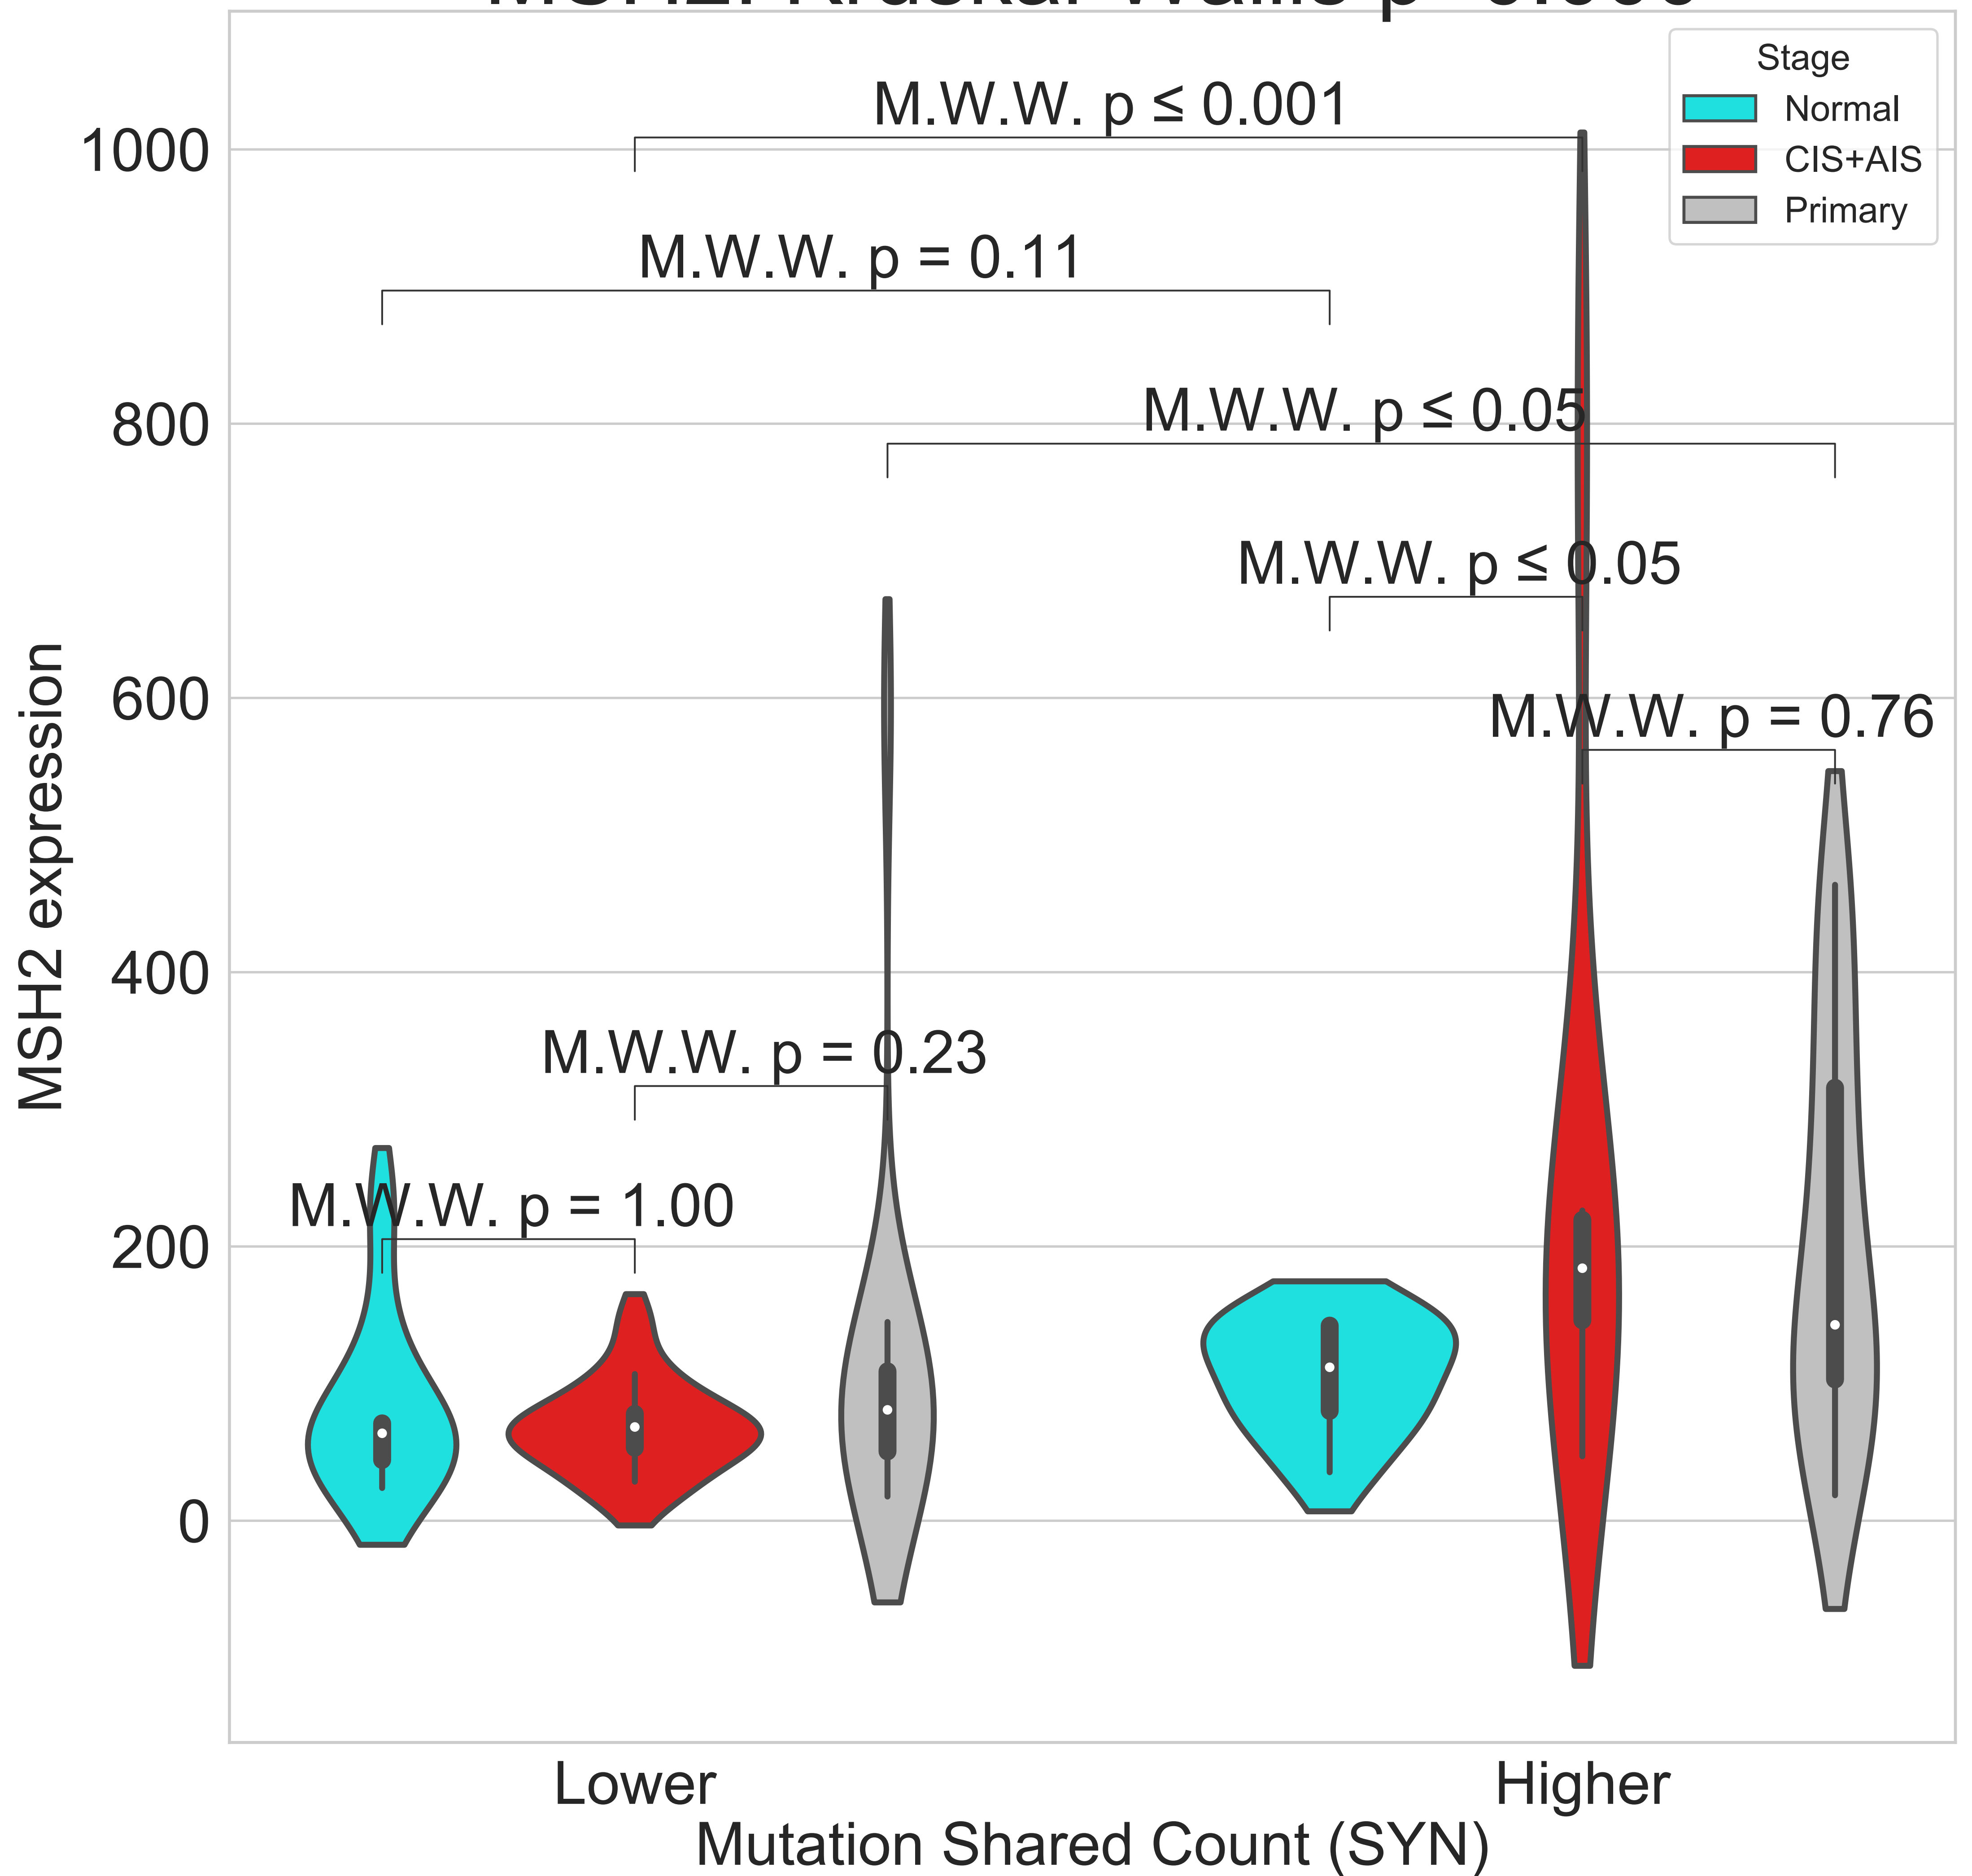 Stage
Normal
CIS+AIS
Primary
M.W.W. p ≤ 0.001
M.W.W. p = 0.11
M.W.W. p ≤ 0.05
M.W.W. p ≤ 0.05
M.W.W. p = 0.76
M.W.W. p = 0.23
M.W.W. p = 1.00
1000
800
600
400
200
0
MSH2 expression
Lower
Higher
Mutation Shared Count (SYN)